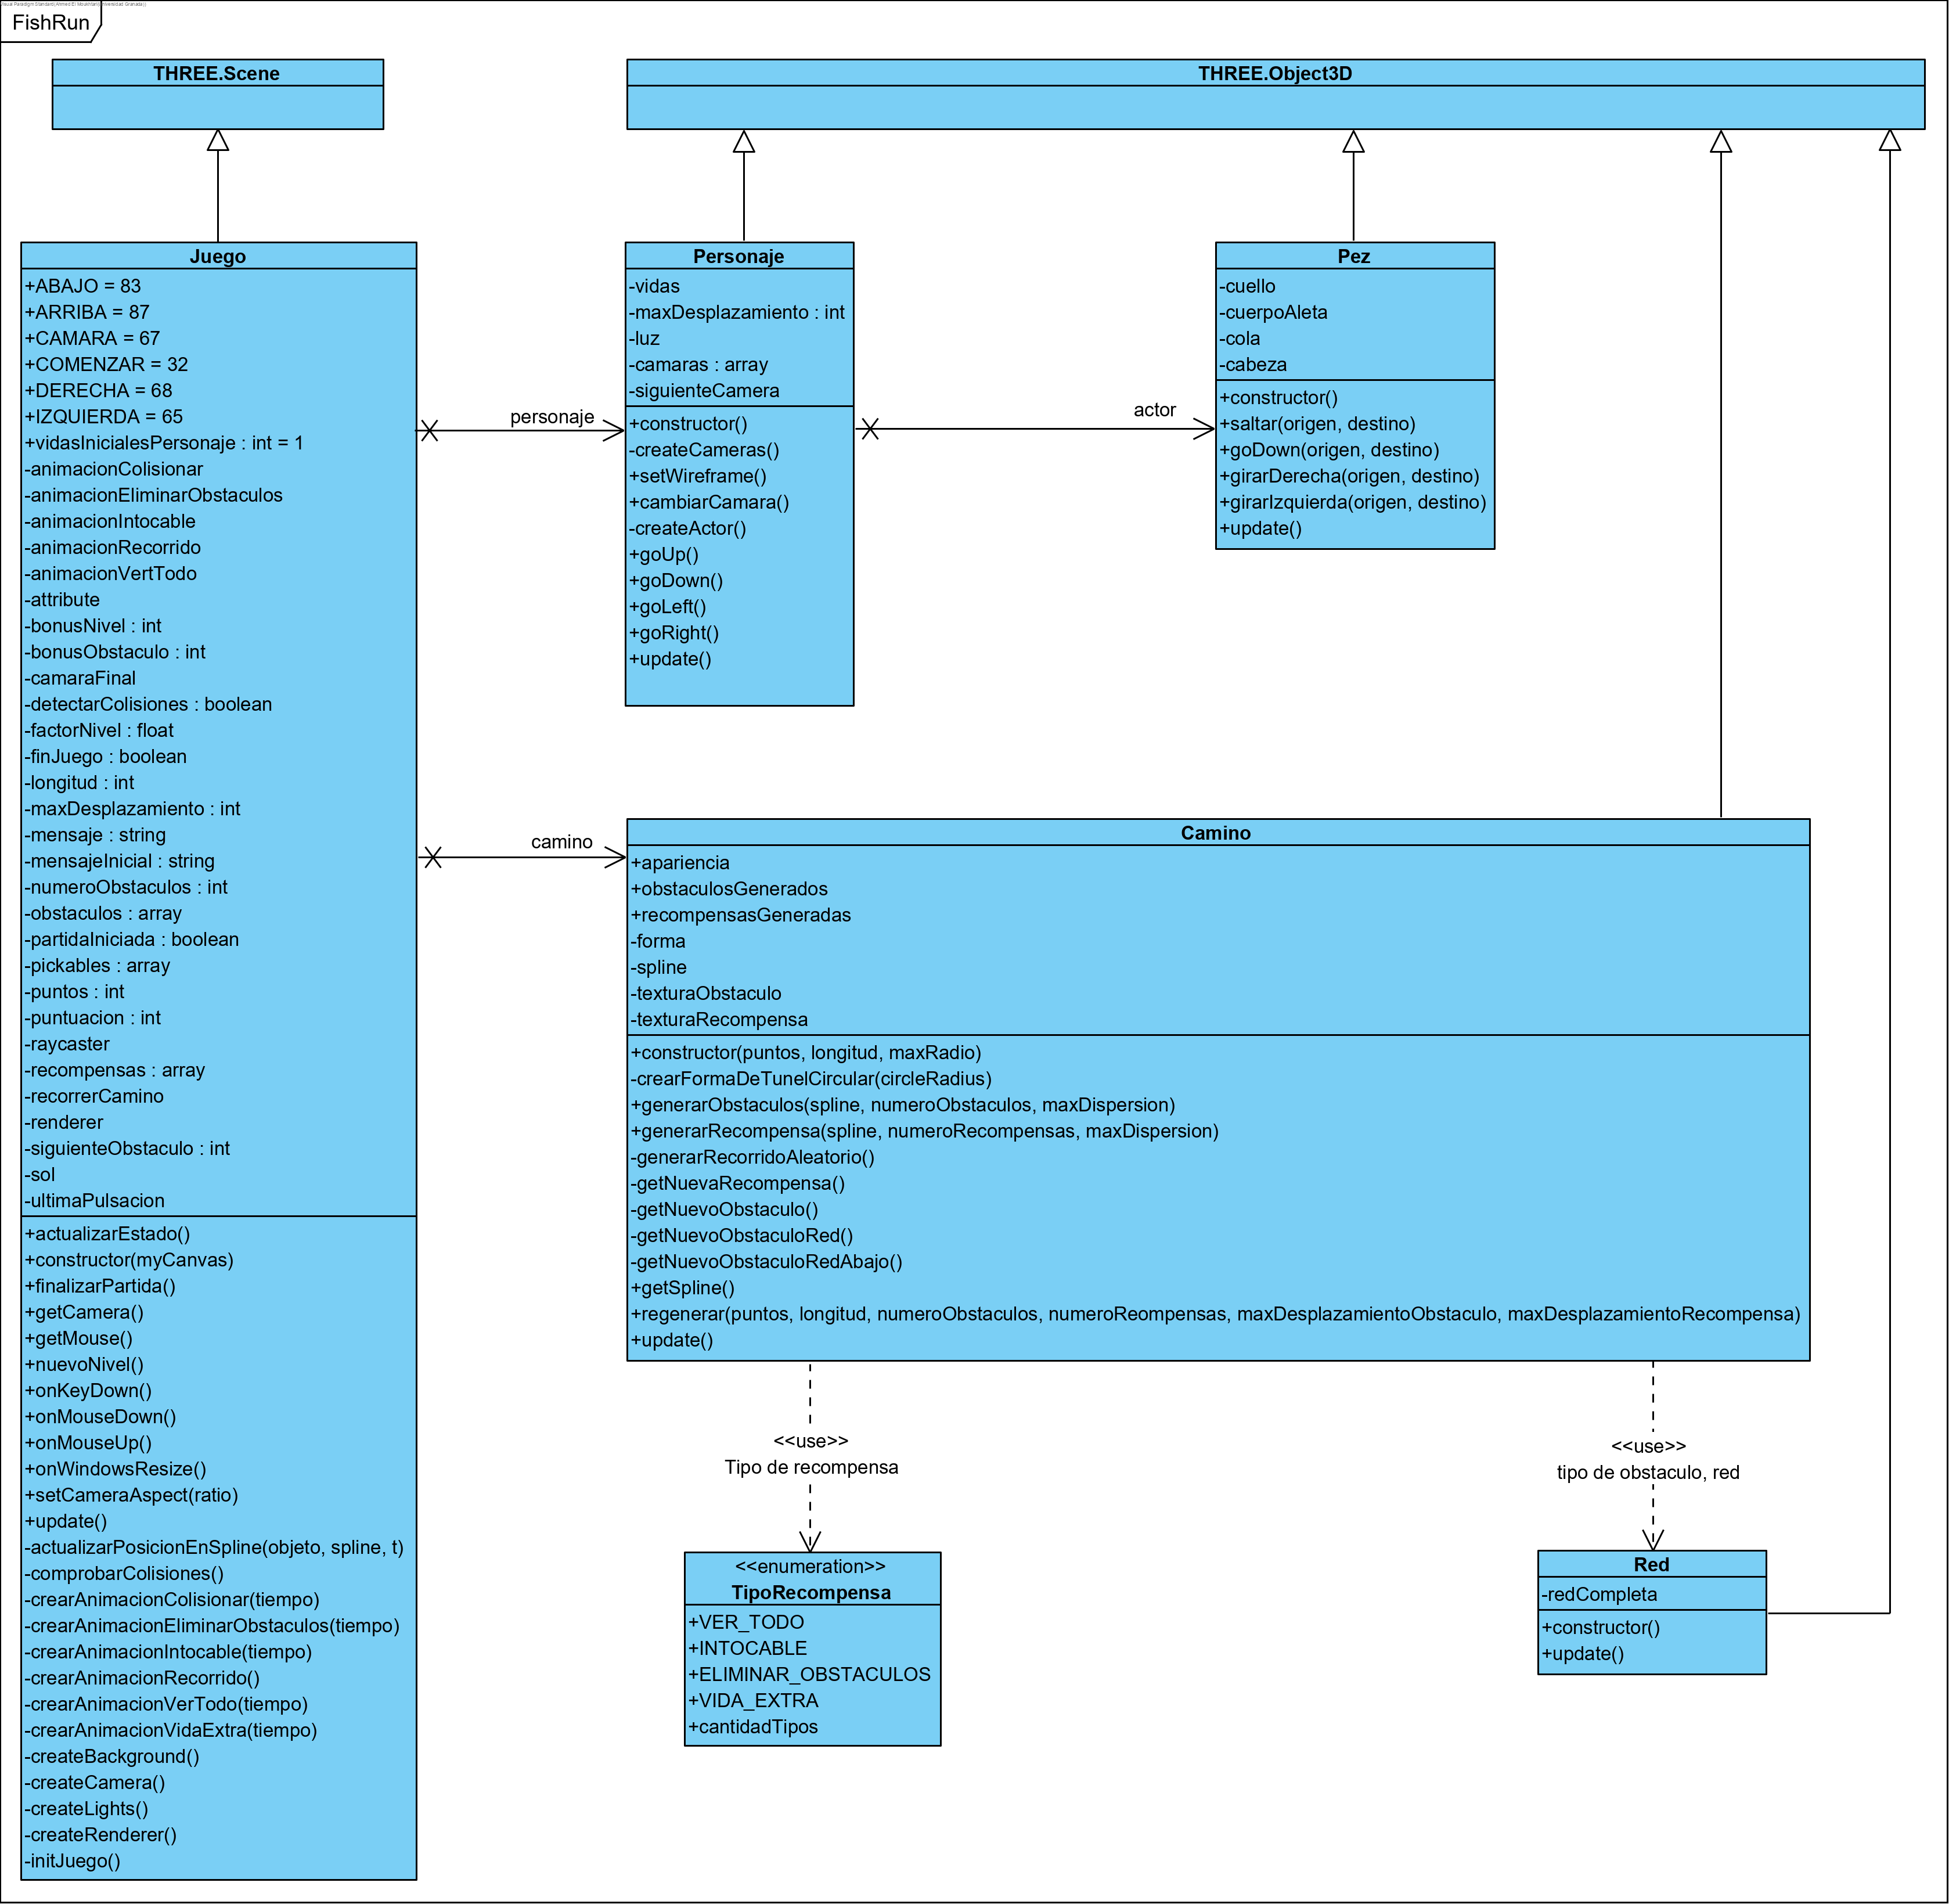 Visual Paradigm Standard(Ahmed El Moukhtari(Universidad Granada))
FishRun
THREE.Scene
THREE.Object3D
Juego
+ABAJO = 83
+ARRIBA = 87
+CAMARA = 67
+COMENZAR = 32
+DERECHA = 68
+IZQUIERDA = 65
+vidasInicialesPersonaje : int = 1
-animacionColisionar
-animacionEliminarObstaculos
-animacionIntocable
-animacionRecorrido
-animacionVertTodo
-attribute
-bonusNivel : int
-bonusObstaculo : int
-camaraFinal
-detectarColisiones : boolean
-factorNivel : float
-finJuego : boolean
-longitud : int
-maxDesplazamiento : int
-mensaje : string
-mensajeInicial : string
-numeroObstaculos : int
-obstaculos : array
-partidaIniciada : boolean
-pickables : array
-puntos : int
-puntuacion : int
-raycaster
-recompensas : array
-recorrerCamino
-renderer
-siguienteObstaculo : int
-sol
-ultimaPulsacion
+actualizarEstado()
+constructor(myCanvas)
+finalizarPartida()
+getCamera()
+getMouse()
+nuevoNivel()
+onKeyDown()
+onMouseDown()
+onMouseUp()
+onWindowsResize()
+setCameraAspect(ratio)
+update()
-actualizarPosicionEnSpline(objeto, spline, t)
-comprobarColisiones()
-crearAnimacionColisionar(tiempo)
-crearAnimacionEliminarObstaculos(tiempo)
-crearAnimacionIntocable(tiempo)
-crearAnimacionRecorrido()
-crearAnimacionVerTodo(tiempo)
-crearAnimacionVidaExtra(tiempo)
-createBackground()
-createCamera()
-createLights()
-createRenderer()
-initJuego()
personaje
Personaje
-vidas
-maxDesplazamiento : int
-luz
-camaras : array
-siguienteCamera
+constructor()
-createCameras()
+setWireframe()
+cambiarCamara()
-createActor()
+goUp()
+goDown()
+goLeft()
+goRight()
+update()
actor
Pez
-cuello
-cuerpoAleta
-cola
-cabeza
+constructor()
+saltar(origen, destino)
+goDown(origen, destino)
+girarDerecha(origen, destino)
+girarIzquierda(origen, destino)
+update()
camino
Camino
+apariencia
+obstaculosGenerados
+recompensasGeneradas
-forma
-spline
-texturaObstaculo
-texturaRecompensa
+constructor(puntos, longitud, maxRadio)
-crearFormaDeTunelCircular(circleRadius)
+generarObstaculos(spline, numeroObstaculos, maxDispersion)
+generarRecompensa(spline, numeroRecompensas, maxDispersion)
-generarRecorridoAleatorio()
-getNuevaRecompensa()
-getNuevoObstaculo()
-getNuevoObstaculoRed()
-getNuevoObstaculoRedAbajo()
+getSpline()
+regenerar(puntos, longitud, numeroObstaculos, numeroReompensas, maxDesplazamientoObstaculo, maxDesplazamientoRecompensa)
+update()
<<use>>
Tipo de recompensa
<<use>>
tipo de obstaculo, red
<<enumeration>>
TipoRecompensa
+VER_TODO
+INTOCABLE
+ELIMINAR_OBSTACULOS
+VIDA_EXTRA
+cantidadTipos
Red
-redCompleta
+constructor()
+update()